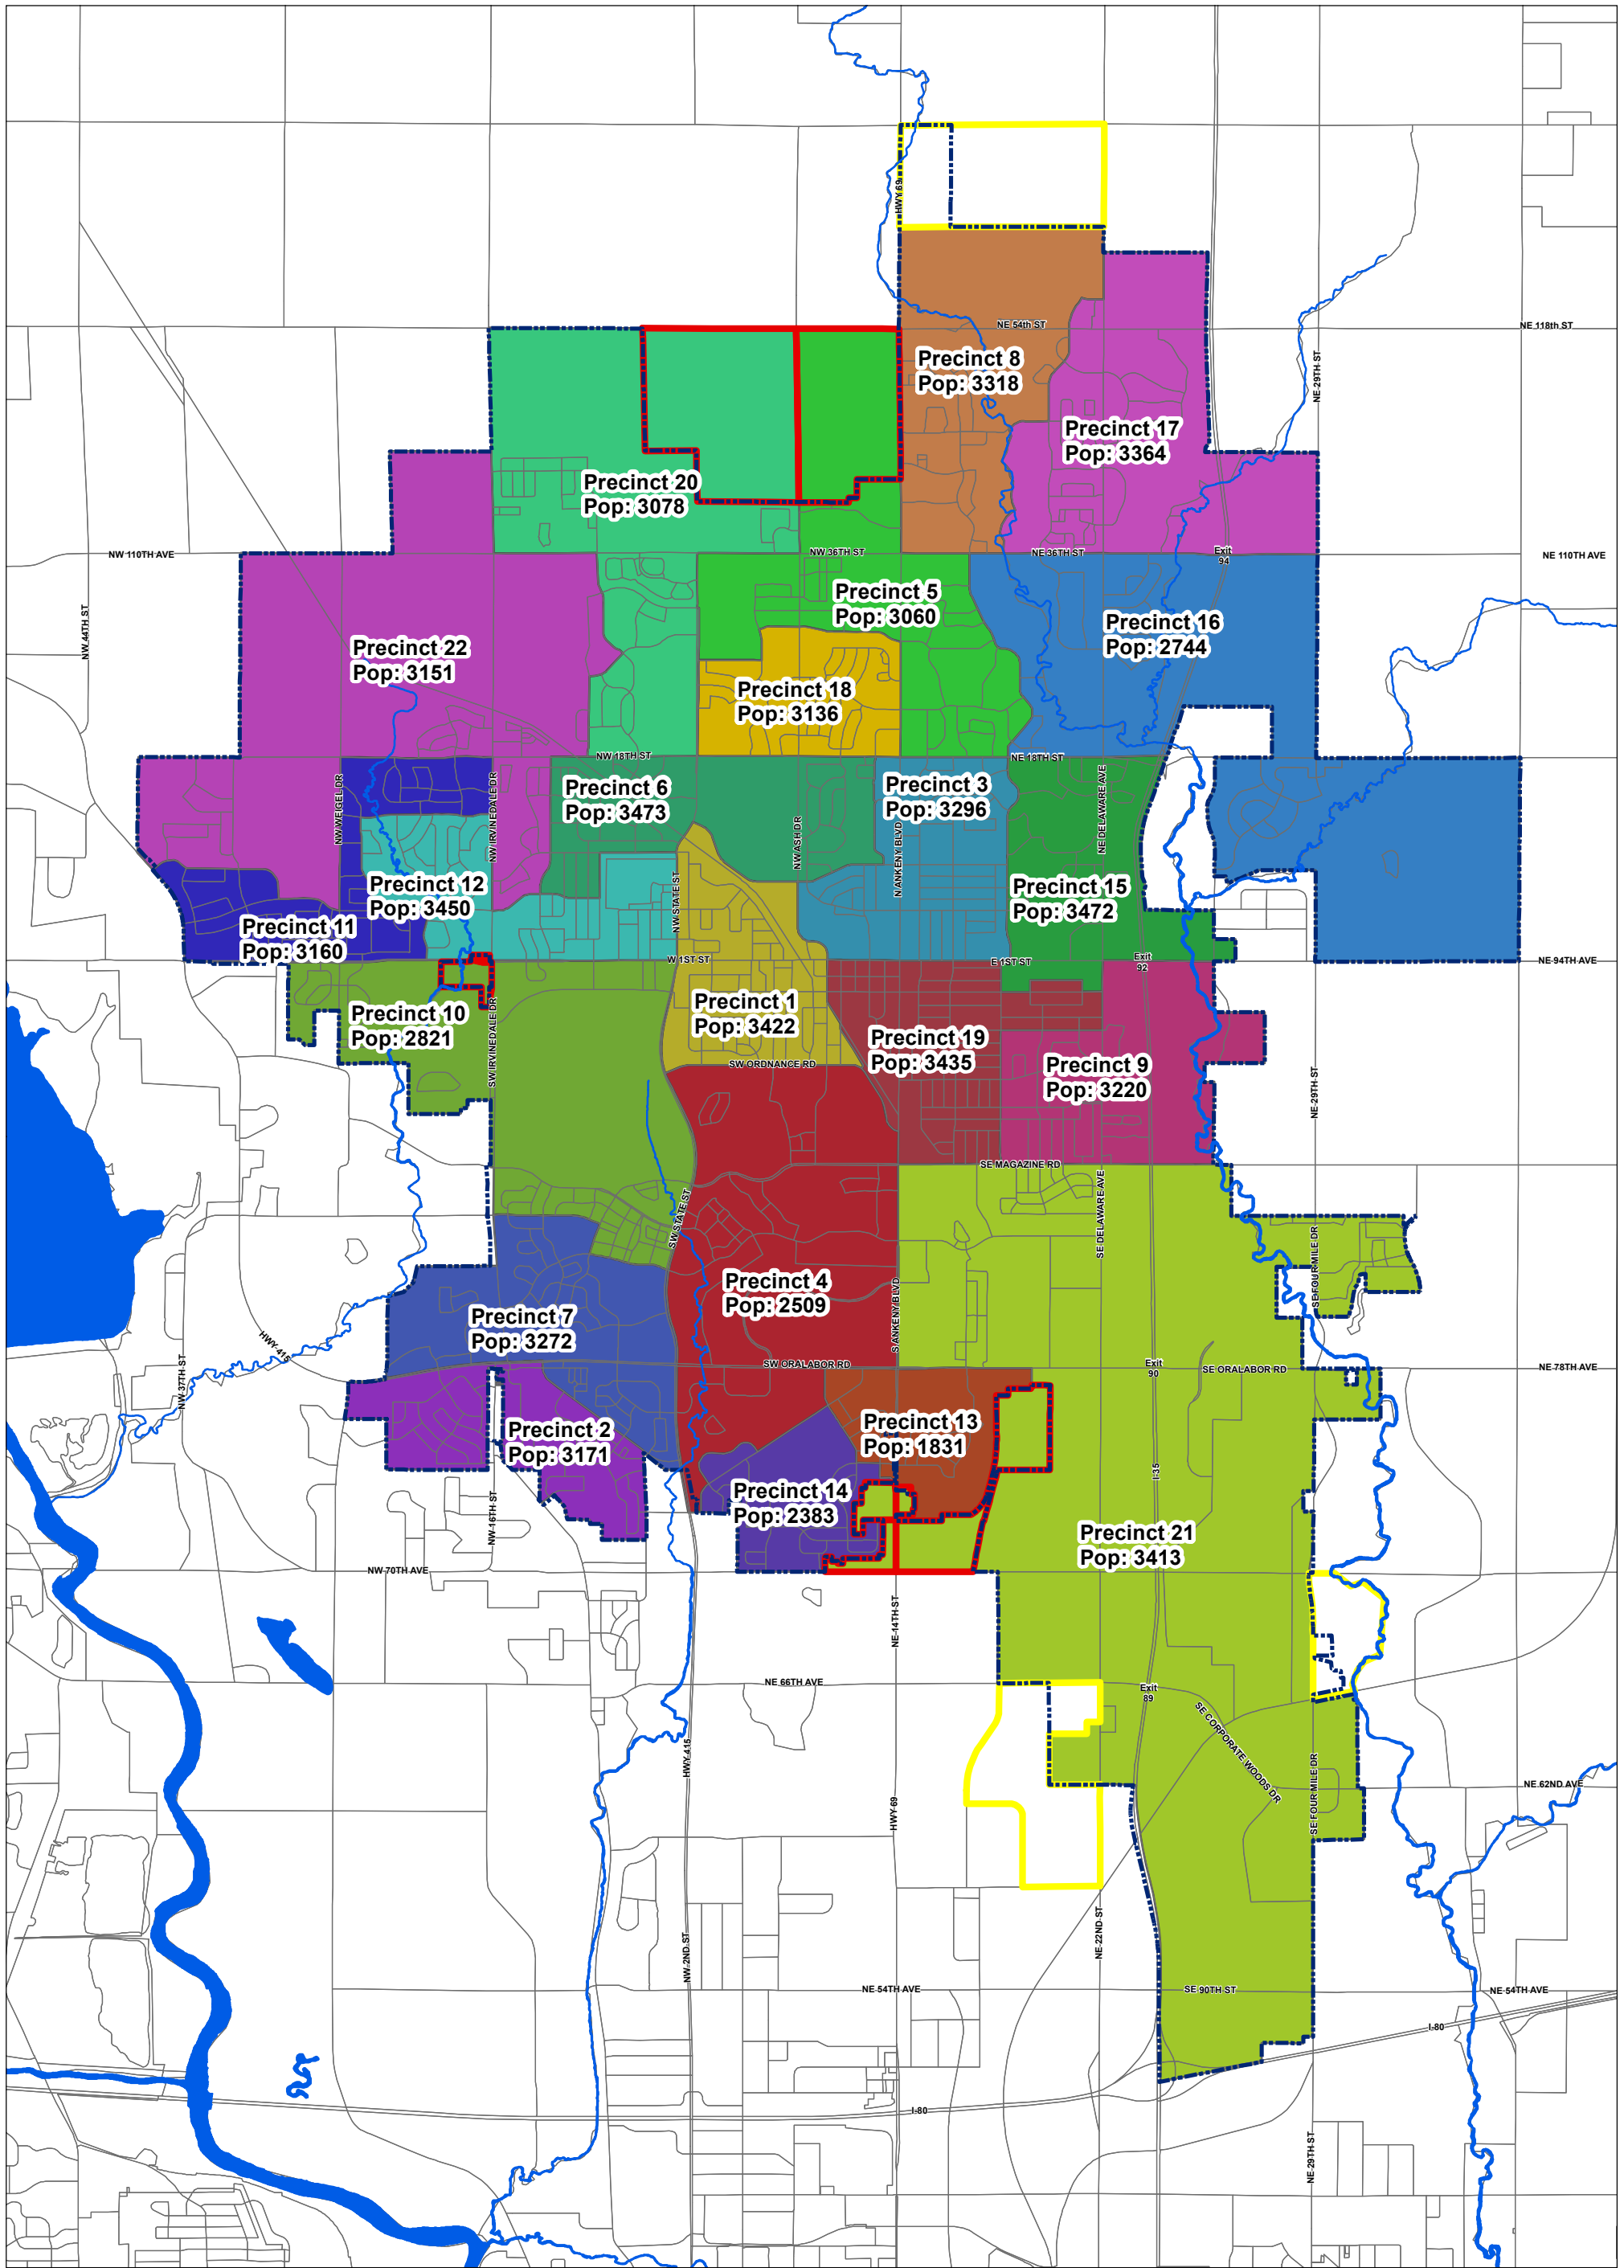 HWY 69
NE 54th ST
NE 118th ST
Precinct 8
Pop: 3318
NE 29TH ST
Precinct 17
Pop: 3364
Precinct 20
Pop: 3078
NW 110TH AVE
NW 36TH ST
NE 36TH ST
Exit
94
NE 110TH AVE
Precinct 5
Pop: 3060
NW 44TH ST
Precinct 22
Pop: 3151
Precinct 16
Pop: 2744
Precinct 18
Pop: 3136
NW 18TH ST
NE 18TH ST
NW WEIGEL DR
NW IRVINEDALE DR
Precinct 6
Pop: 3473
NW ASH DR
Precinct 3
Pop: 3296
N ANKENY BLVD
NE DELAWARE AVE
Precinct 12
Pop: 3450
NW STATE ST
Precinct 15
Pop: 3472
Precinct 11
Pop: 3160
W 1ST ST
E 1ST ST
Exit
92
NE 94TH AVE
Precinct 10
Pop: 2821
SW IRVINEDALE DR
Precinct 1
Pop: 3422
Precinct 19
Pop: 3435
SW ORDNANCE RD
Precinct 9
Pop: 3220
NE 29TH ST
SE MAGAZINE RD
SW STATE ST
SE DELAWARE AVE
SE FOUR MILE DR
Precinct 4
Pop: 2509
S ANKENY BLVD
Precinct 7
Pop: 3272
HWY 415
NW 37TH ST
SW ORALABOR RD
Exit
90
SE ORALABOR RD
NE 78TH AVE
Precinct 2
Pop: 3171
Precinct 13
Pop: 1831
I-35
Precinct 14
Pop: 2383
NW 16TH ST
Precinct 21
Pop: 3413
NW 70TH AVE
NE 14TH ST
NE 66TH AVE
Exit
89
SE CORPORATE WOODS DR
HWY 415
HWY 69
SE FOUR MILE DR
NE 62ND AVE
NW 2ND ST
NE 22ND ST
NE 54TH AVE
SE 90TH ST
NE 54TH AVE
I-80
I-80
NE 29TH ST